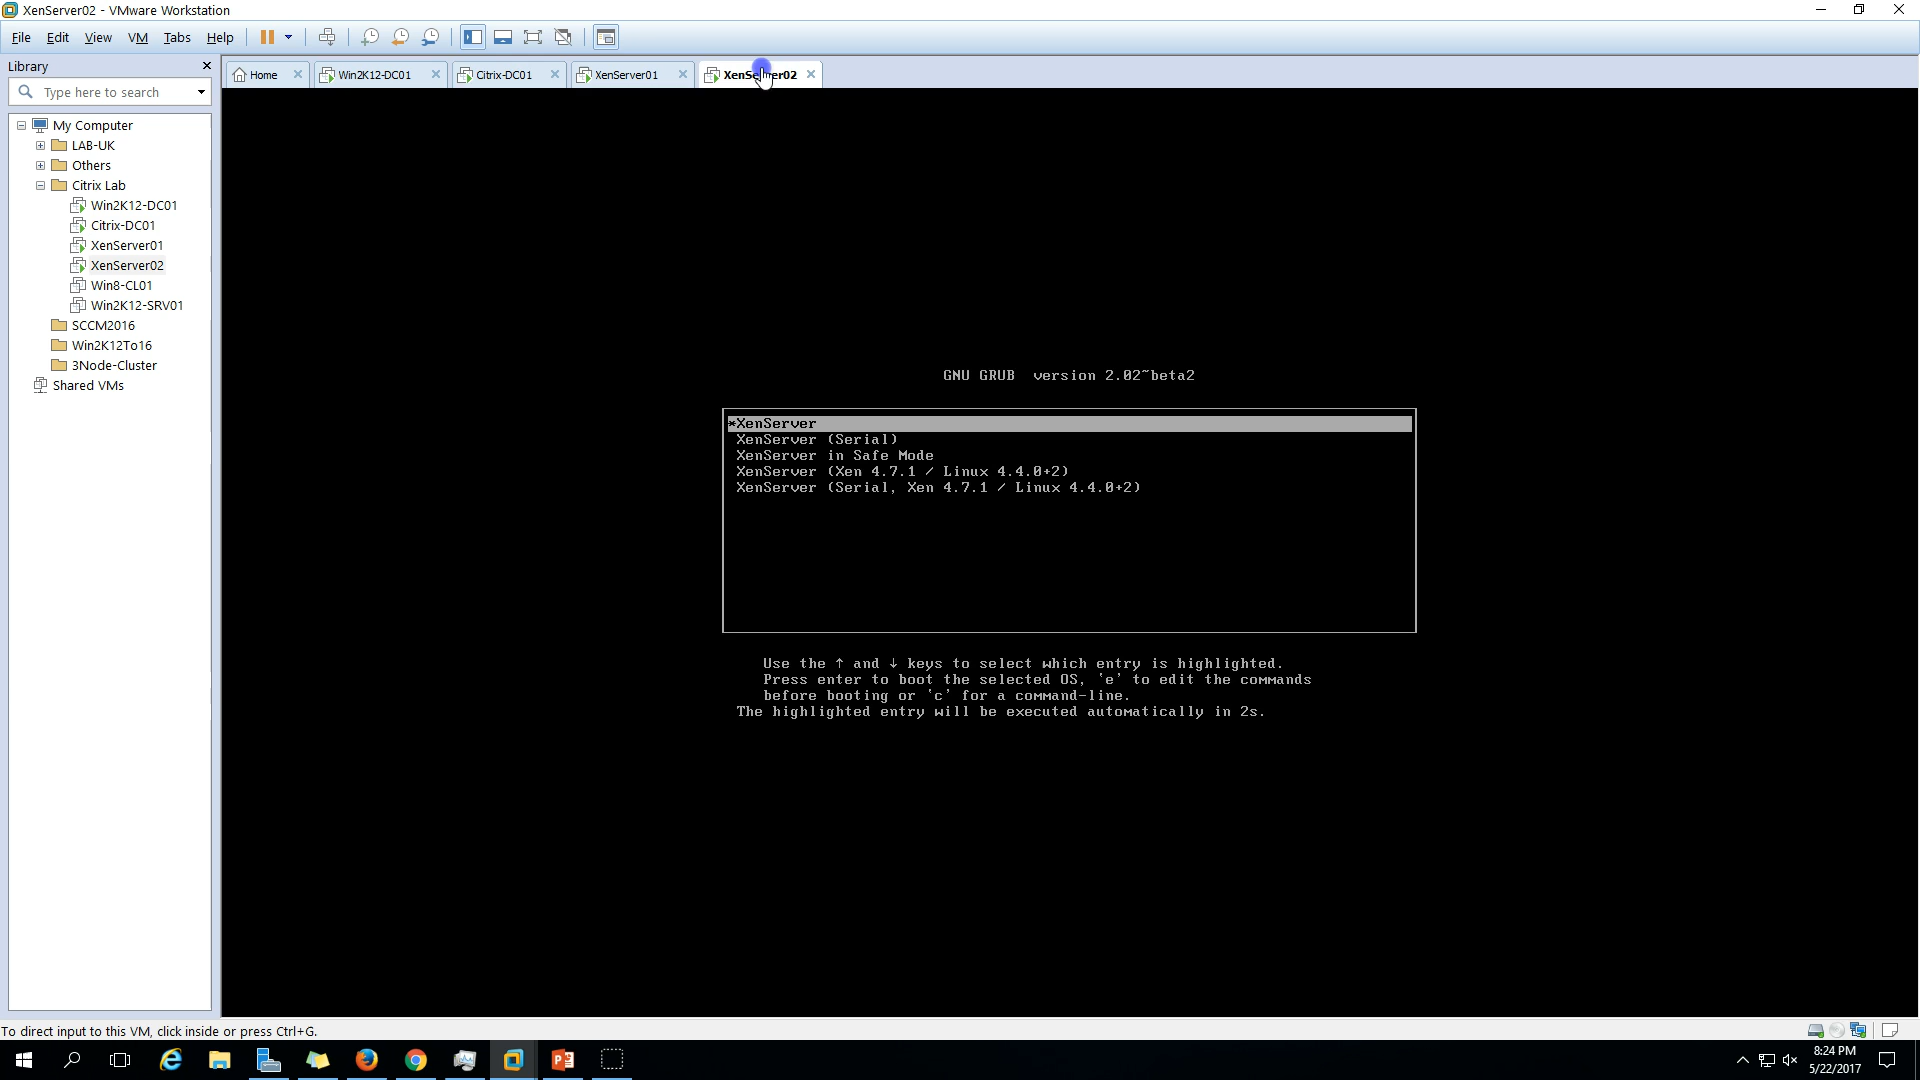 XenServer02 - VMware Workstation
File Edit View VM Tabs Help
Library
Type here to search
Home
Win2K12-DC01
Citrix-DC01
XenServer01
XenServer02
My Computer
LAB-UK
Others
Citrix Lab
Win2K12-DC01
Citrix-DC01
XenServer01
XenServer02
Win8-CL01
Win2K12-SRV01
SCCM2016
Win2K12To16
3Node-Cluster
Shared VMs
GNU GRUB version 2.02~beta2
*XenServer
XenServer (Serial)
XenServer in Safe Mode
XenServer (Xen 4.7.1 / Linux 4.4.0+2)
XenServer (Serial, Xen 4.7.1 / Linux 4.4.0+2)
Use the ↑ and ↓ keys to select which entry is highlighted.
Press enter to boot the selected OS, `e' to edit the commands
before booting or `c' for a command-line.
The highlighted entry will be executed automatically in 2s.
To direct input to this VM, click inside or press Ctrl+G.
8:24 PM
5/22/2017